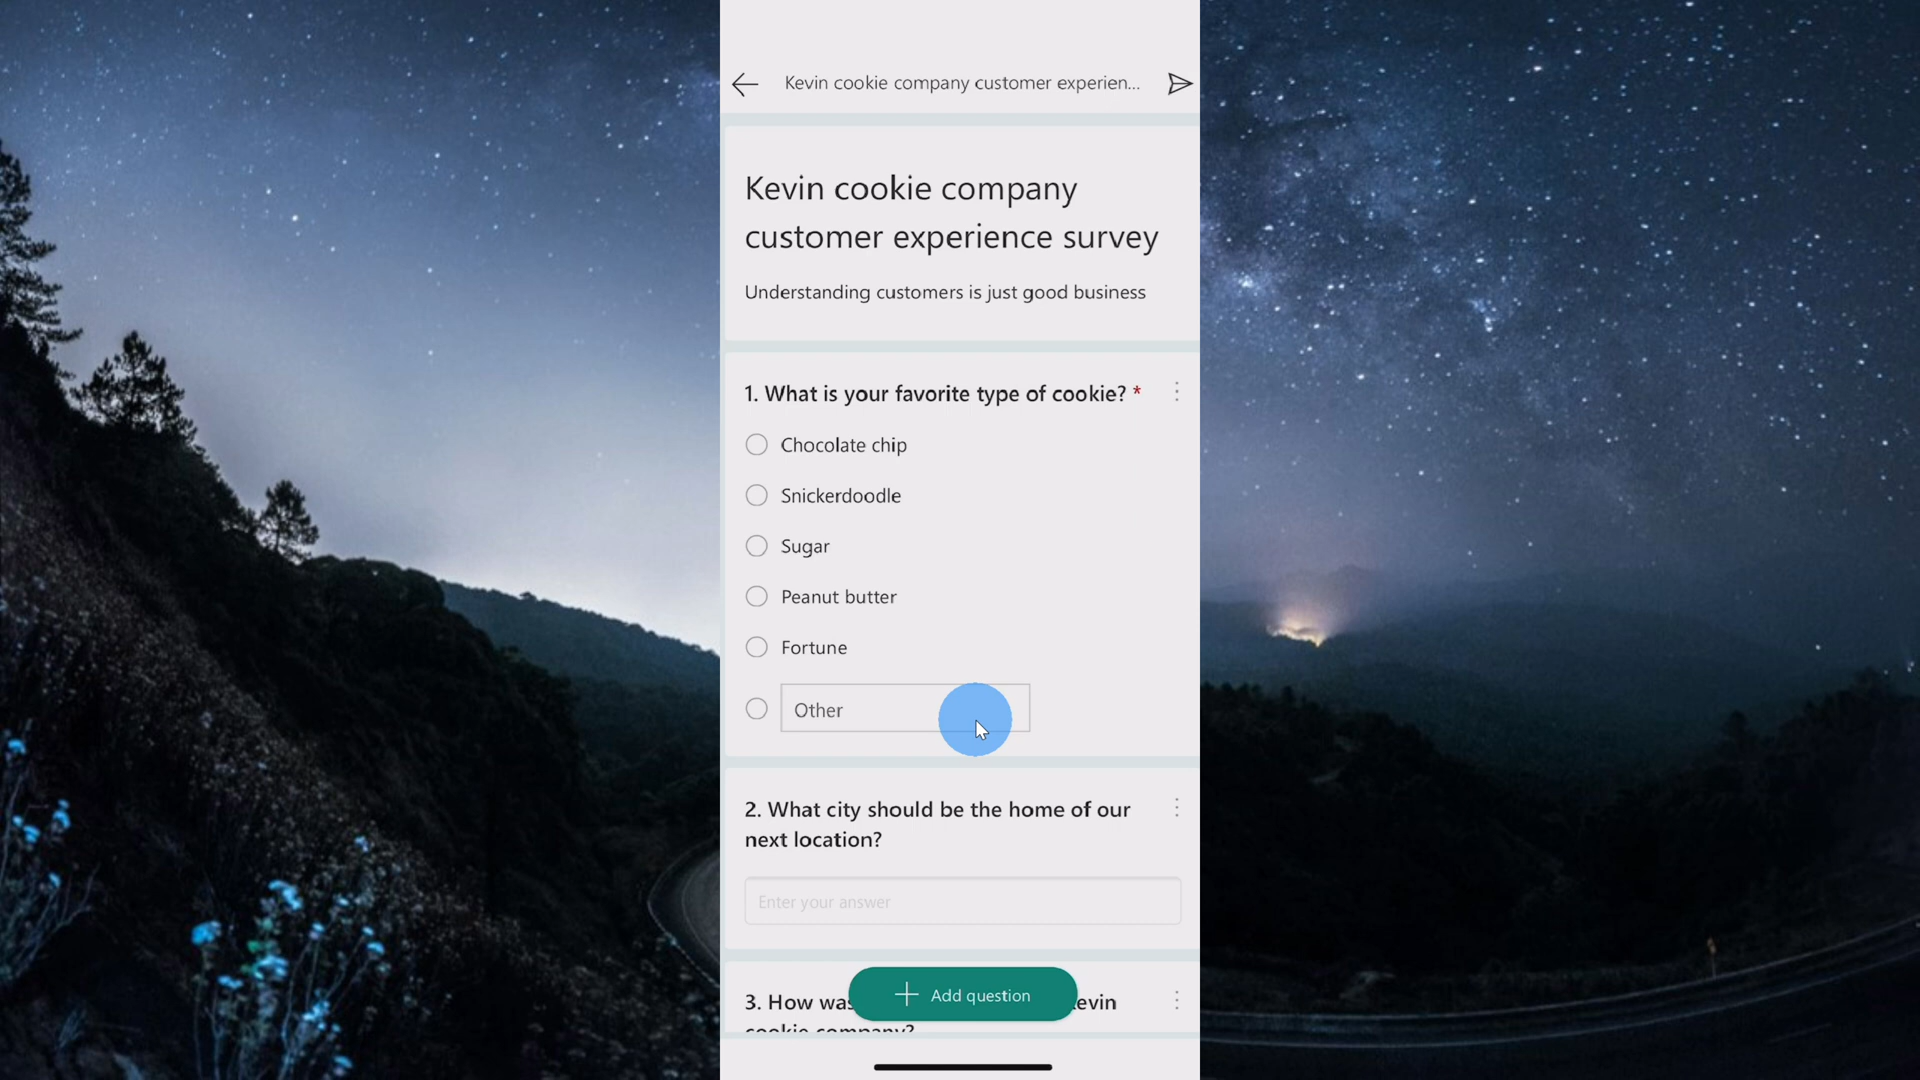 Kevin cookie company customer experien...
Kevin cookie company
customer experience survey
Understanding customers is just good business
1. What is your favorite type of cookie? *
Chocolate chip
Snickerdoodle
Sugar
Peanut butter
Fortune
Other
2. What city should be the home of our
next location?
Enter your answer
Add question
3. How was
cookie company?